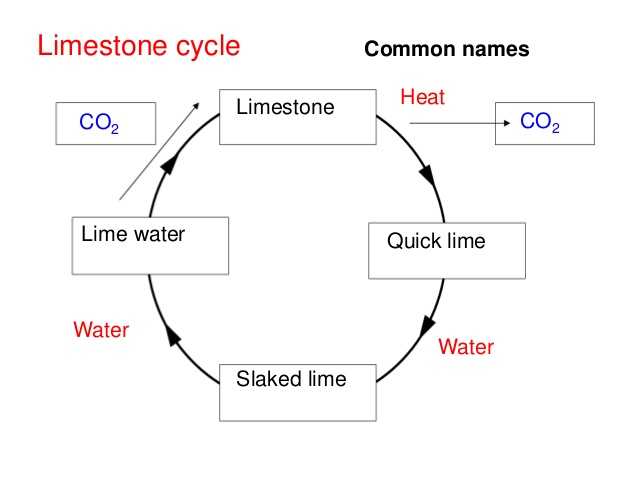 Limestone cycle
Common names
Limestone
Heat
CO₂
CO₂
Lime water
Quick lime
Water
Water
Slaked lime